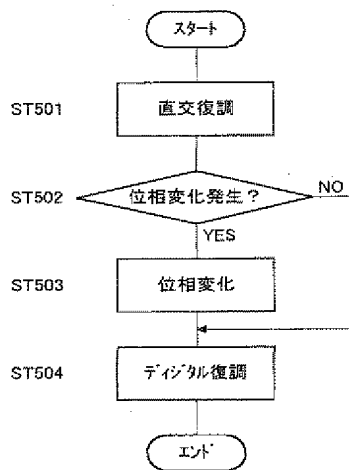 スタート
ST501 直交復調
ST502 位相変化発生? NO
YES
ST503 位相変化
ST504 ディジタル復調
エンド